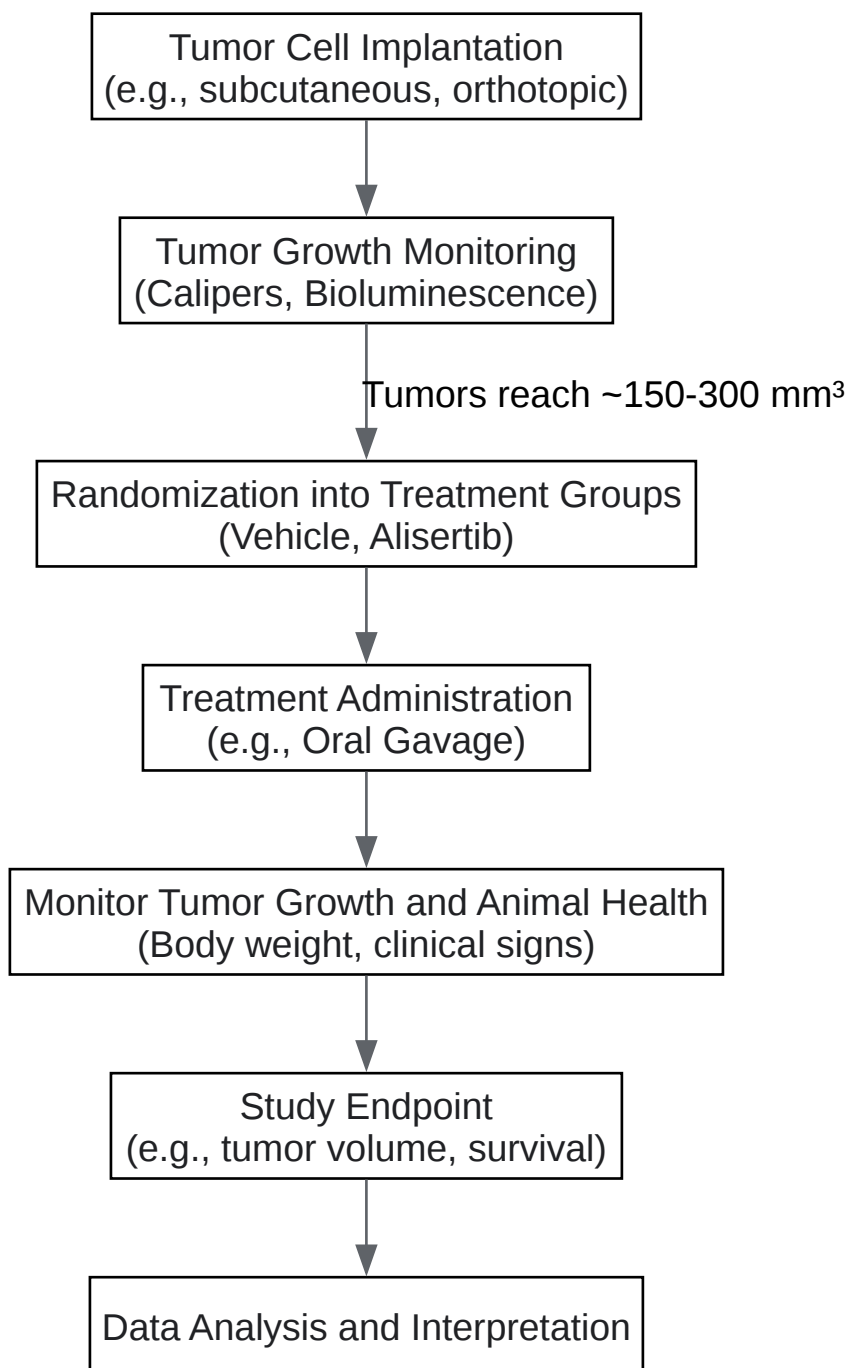 Tumor Cell Implantation
(e.g., subcutaneous, orthotopic)
Tumor Growth Monitoring
(Calipers, Bioluminescence)
Tumors reach ~150-300 mm³
Randomization into Treatment Groups
(Vehicle, Alisertib)
Treatment Administration
(e.g., Oral Gavage)
Monitor Tumor Growth and Animal Health
(Body weight, clinical signs)
Study Endpoint
(e.g., tumor volume, survival)
Data Analysis and Interpretation